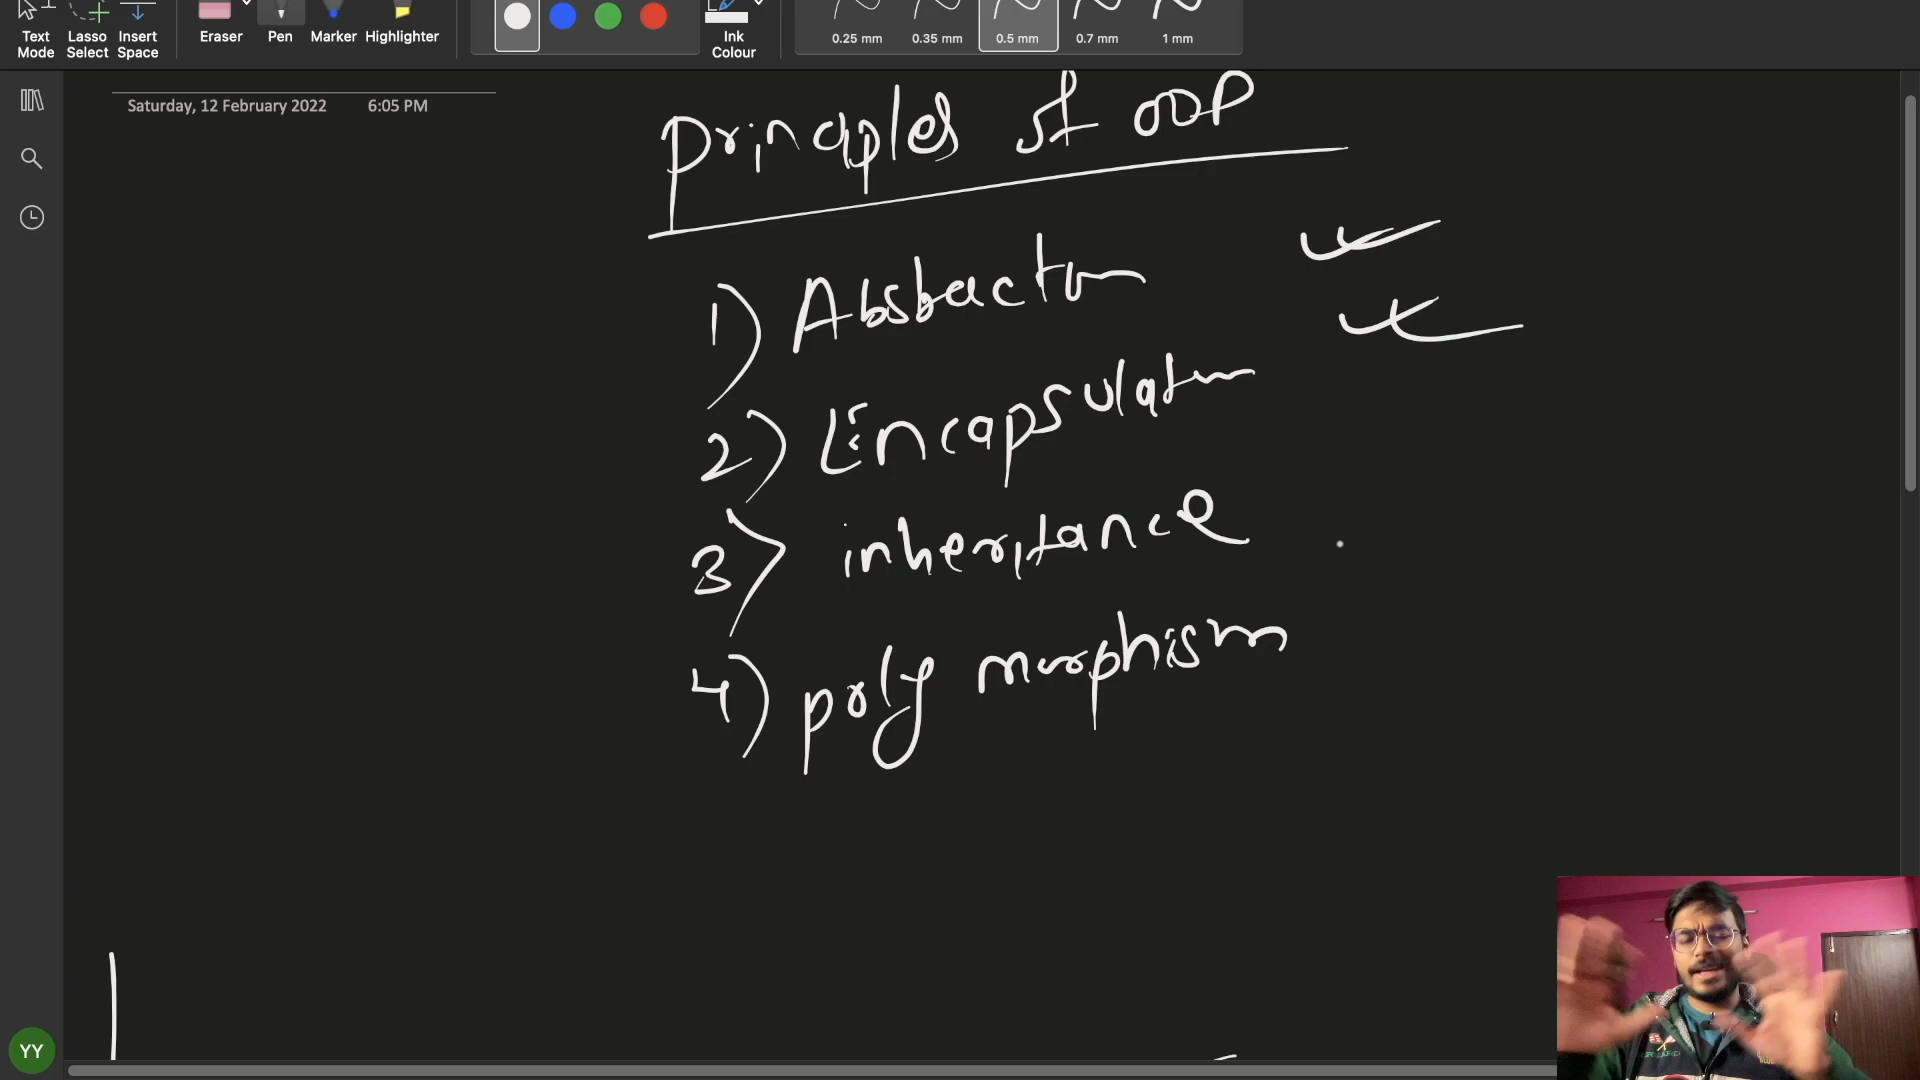 Text Mode
Lasso Select
Insert Space
Eraser
Pen
Marker
Highlighter
Ink Colour
0.25 mm
0.35 mm
0.5 mm
0.7 mm
1 mm
Saturday, 12 February 2022 6:05 PM
principles of OOP
1) Abstraction
2) Encapsulation
3) inheritance
4) poly morphism
YY